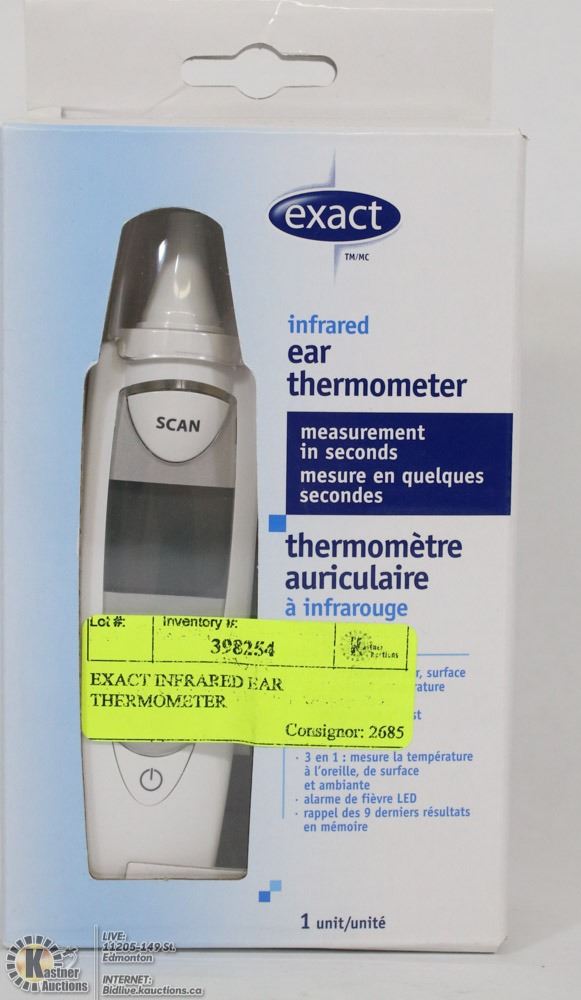 exact
TM/MC
infrared
ear
thermometer
measurement
in seconds
mesure en quelques
secondes
SCAN
thermomètre
auriculaire
à infrarouge
Lot #: Inventory #:
398254
Kastner
Auctions
EXACT INFRARED EAR
THERMOMETER
Consignor: 2685
surface
· 3 en 1 : mesure la température
à l'oreille, de surface
et ambiante
· alarme de fièvre LED
· rappel des 9 derniers résultats
en mémoire
1 unit/unité
Kastner
Auctions
LIVE:
11205-149 St.
Edmonton
INTERNET:
Bidlive.kauctions.ca